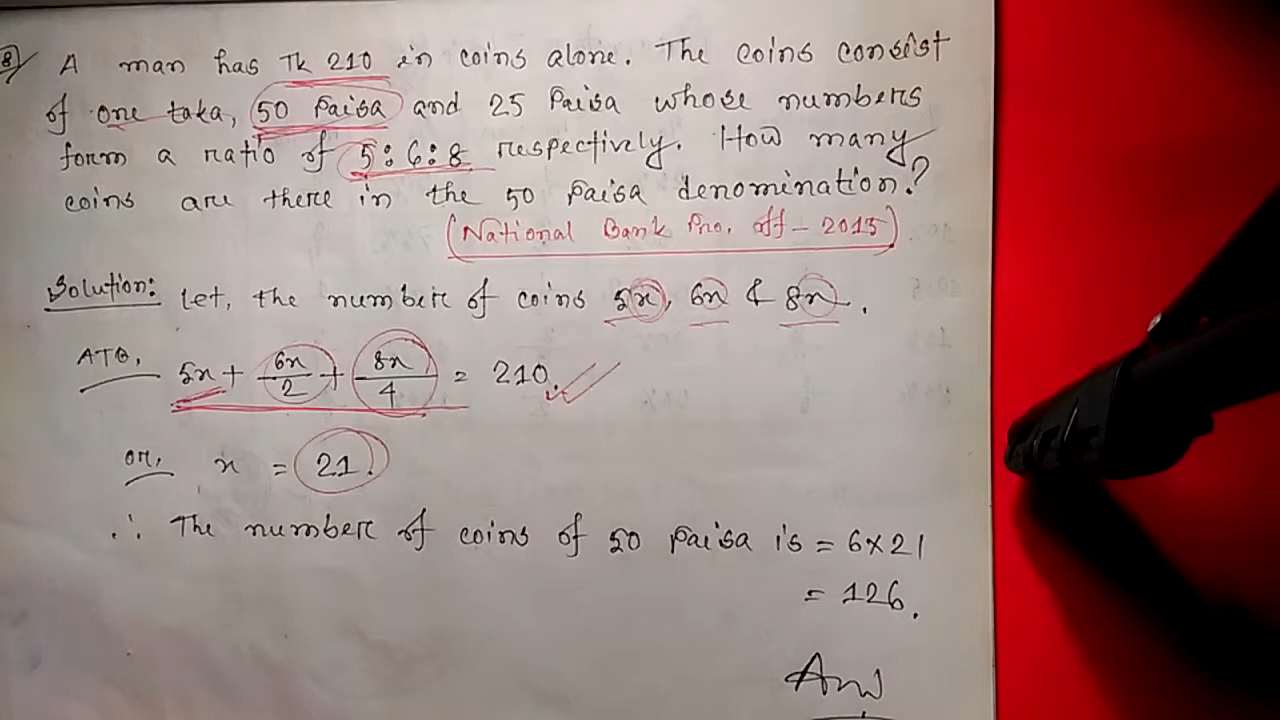 8) A man has Tk 210 in coins alone. The coins consist
of one taka, 50 Paisa and 25 Paisa whose numbers
form a ratio of 5:6:8 respectively. How many
coins are there in the 50 Paisa denomination?
(National Bank Pro. off - 2015)
Solution: Let, the number of coins 5x, 6x & 8x.
ATQ, 5x + 6x/2 + 8x/4 = 210.
or, x = 21.
∴ The number of coins of 50 Paisa is = 6×21
= 126.
Ans